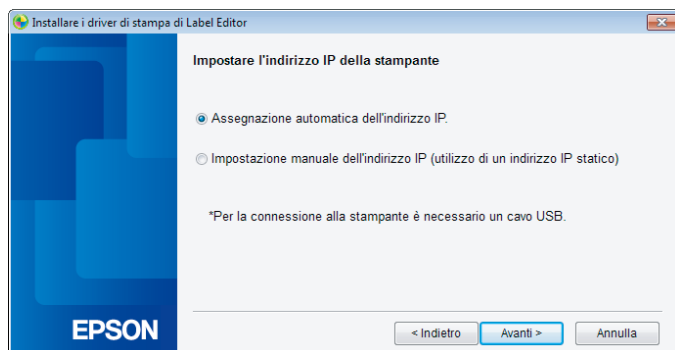 Installare i driver di stampa di Label Editor
Impostare l'indirizzo IP della stampante
Assegnazione automatica dell'indirizzo IP.
Impostazione manuale dell'indirizzo IP (utilizzo di un indirizzo IP statico)
*Per la connessione alla stampante è necessario un cavo USB.
EPSON
< Indietro
Avanti >
Annulla